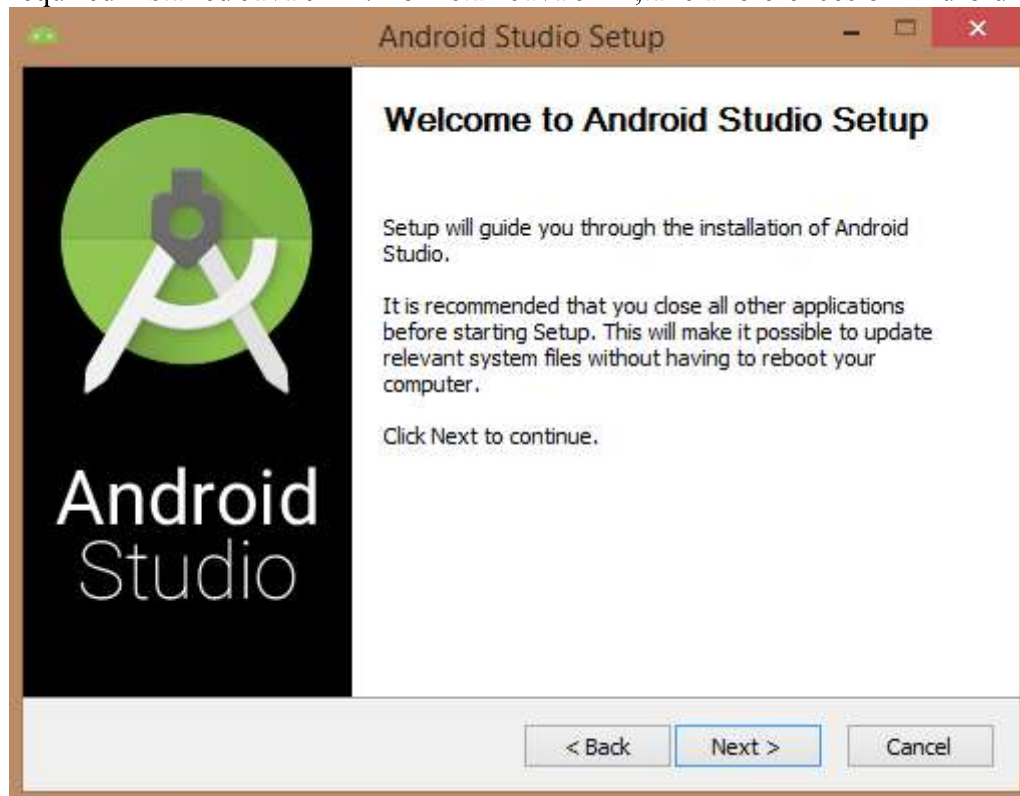 Android Studio Setup
Welcome to Android Studio Setup
Setup will guide you through the installation of Android
Studio.
It is recommended that you close all other applications
before starting Setup. This will make it possible to update
relevant system files without having to reboot your
computer.
Click Next to continue.
Android
Studio
< Back
Next >
Cancel